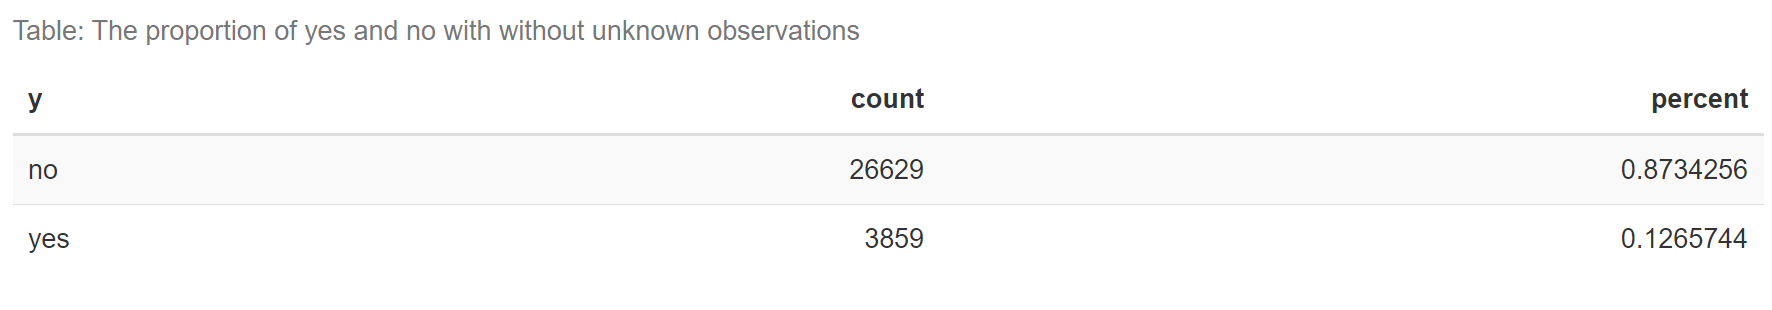 Table: The proportion of yes and no with without unknown observations
y count percent
no 26629 0.8734256
yes 3859 0.1265744